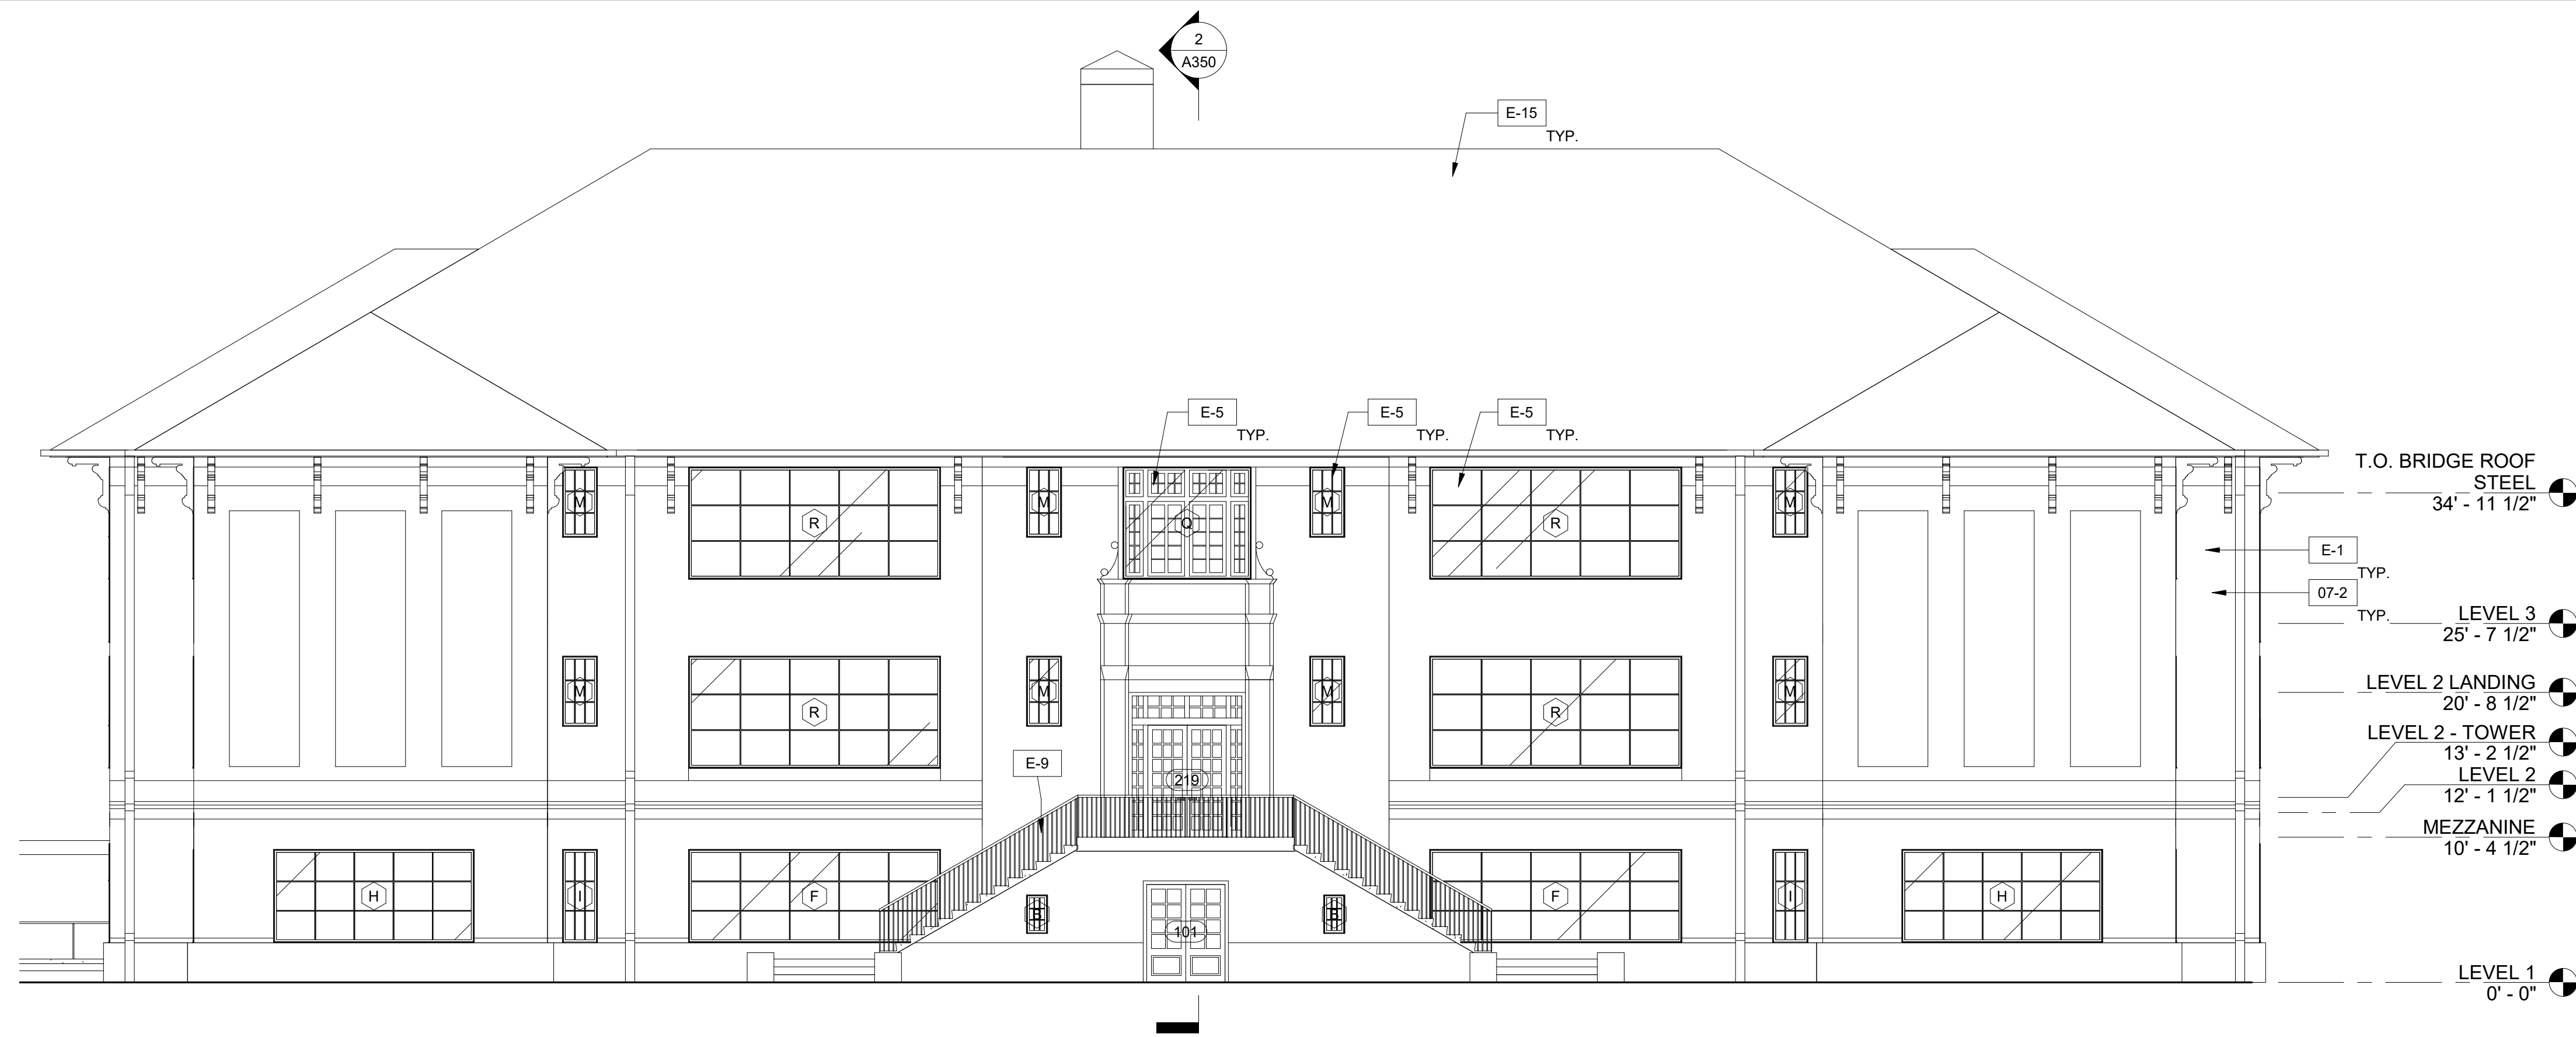 2
A350
E-15
TYP.
E-5
TYP.
E-5
TYP.
E-5
TYP.
T.O. BRIDGE ROOF
STEEL
34' - 11 1/2"
M
R
M
Q
M
R
M
E-1
TYP.
07-2
TYP.
LEVEL 3
25' - 7 1/2"
M
R
M
M
R
M
LEVEL 2 LANDING
20' - 8 1/2"
LEVEL 2 - TOWER
13' - 2 1/2"
E-9
219
LEVEL 2
12' - 1 1/2"
MEZZANINE
10' - 4 1/2"
H
I
F
B
101
B
F
I
H
LEVEL 1
0' - 0"